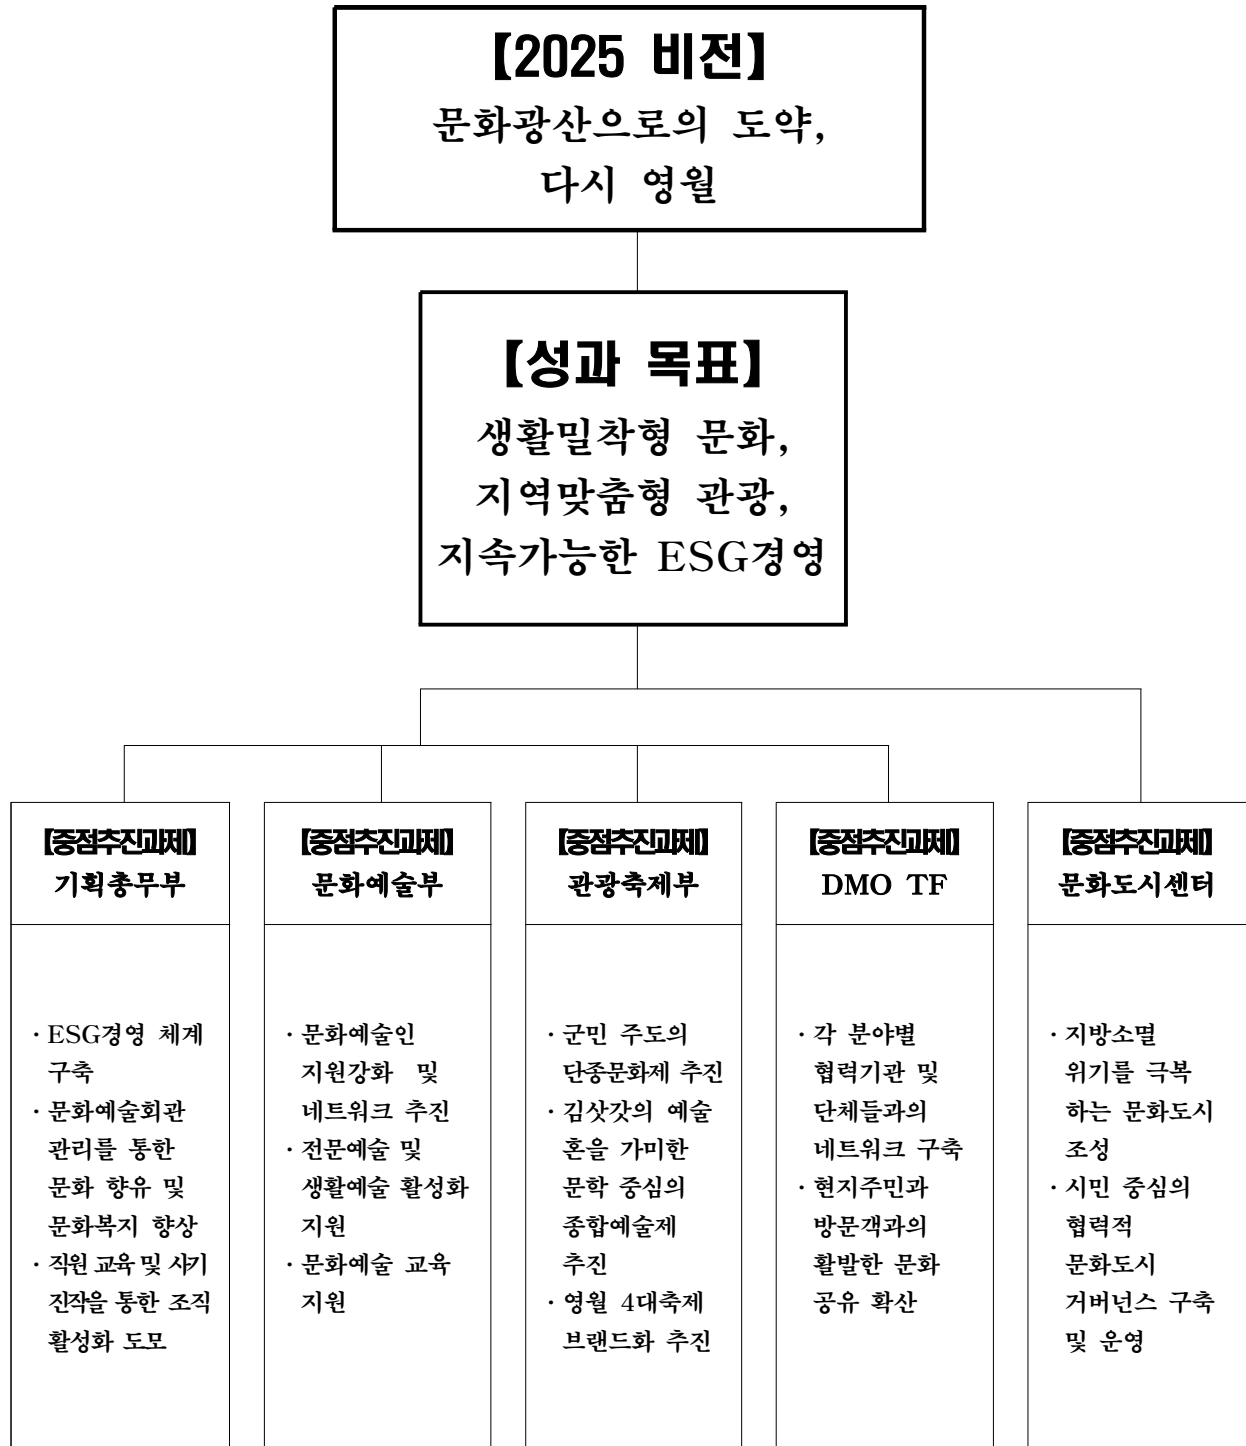 【2025 비전】
문화광산으로의 도약,
다시 영월
【성과 목표】
생활밀착형 문화,
지역맞춤형 관광,
지속가능한 ESG경영
【중점추진과제】
기획총무부
· ESG경영 체계
구축
· 문화예술회관
관리를 통한
문화 향유 및
문화복지 향상
· 직원 교육 및 사기
진작을 통한 조직
활성화 도모
【중점추진과제】
문화예술부
· 문화예술인
지원강화 및
네트워크 추진
· 전문예술 및
생활예술 활성화
지원
· 문화예술 교육
지원
【중점추진과제】
관광축제부
· 군민 주도의
단종문화제 추진
· 김삿갓의 예술
혼을 가미한
문학 중심의
종합예술제
추진
· 영월 4대축제
브랜드화 추진
【중점추진과제】
DMO TF
· 각 분야별
협력기관 및
단체들과의
네트워크 구축
· 현지주민과
방문객과의
활발한 문화
공유 확산
【중점추진과제】
문화도시센터
· 지방소멸
위기를 극복
하는 문화도시
조성
· 시민 중심의
협력적
문화도시
거버넌스 구축
및 운영